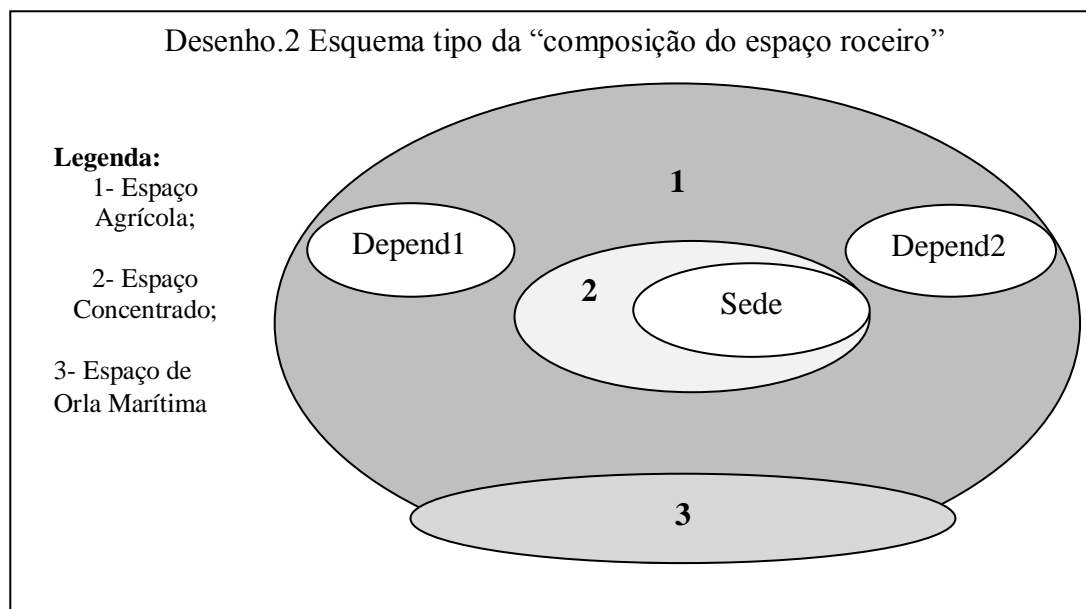 Desenho.2 Esquema tipo da “composição do espaço roceiro”
Legenda:
1- Espaço
Agrícola;
2- Espaço
Concentrado;
3- Espaço de
Orla Marítima
1
Depend1
Depend2
2
Sede
3